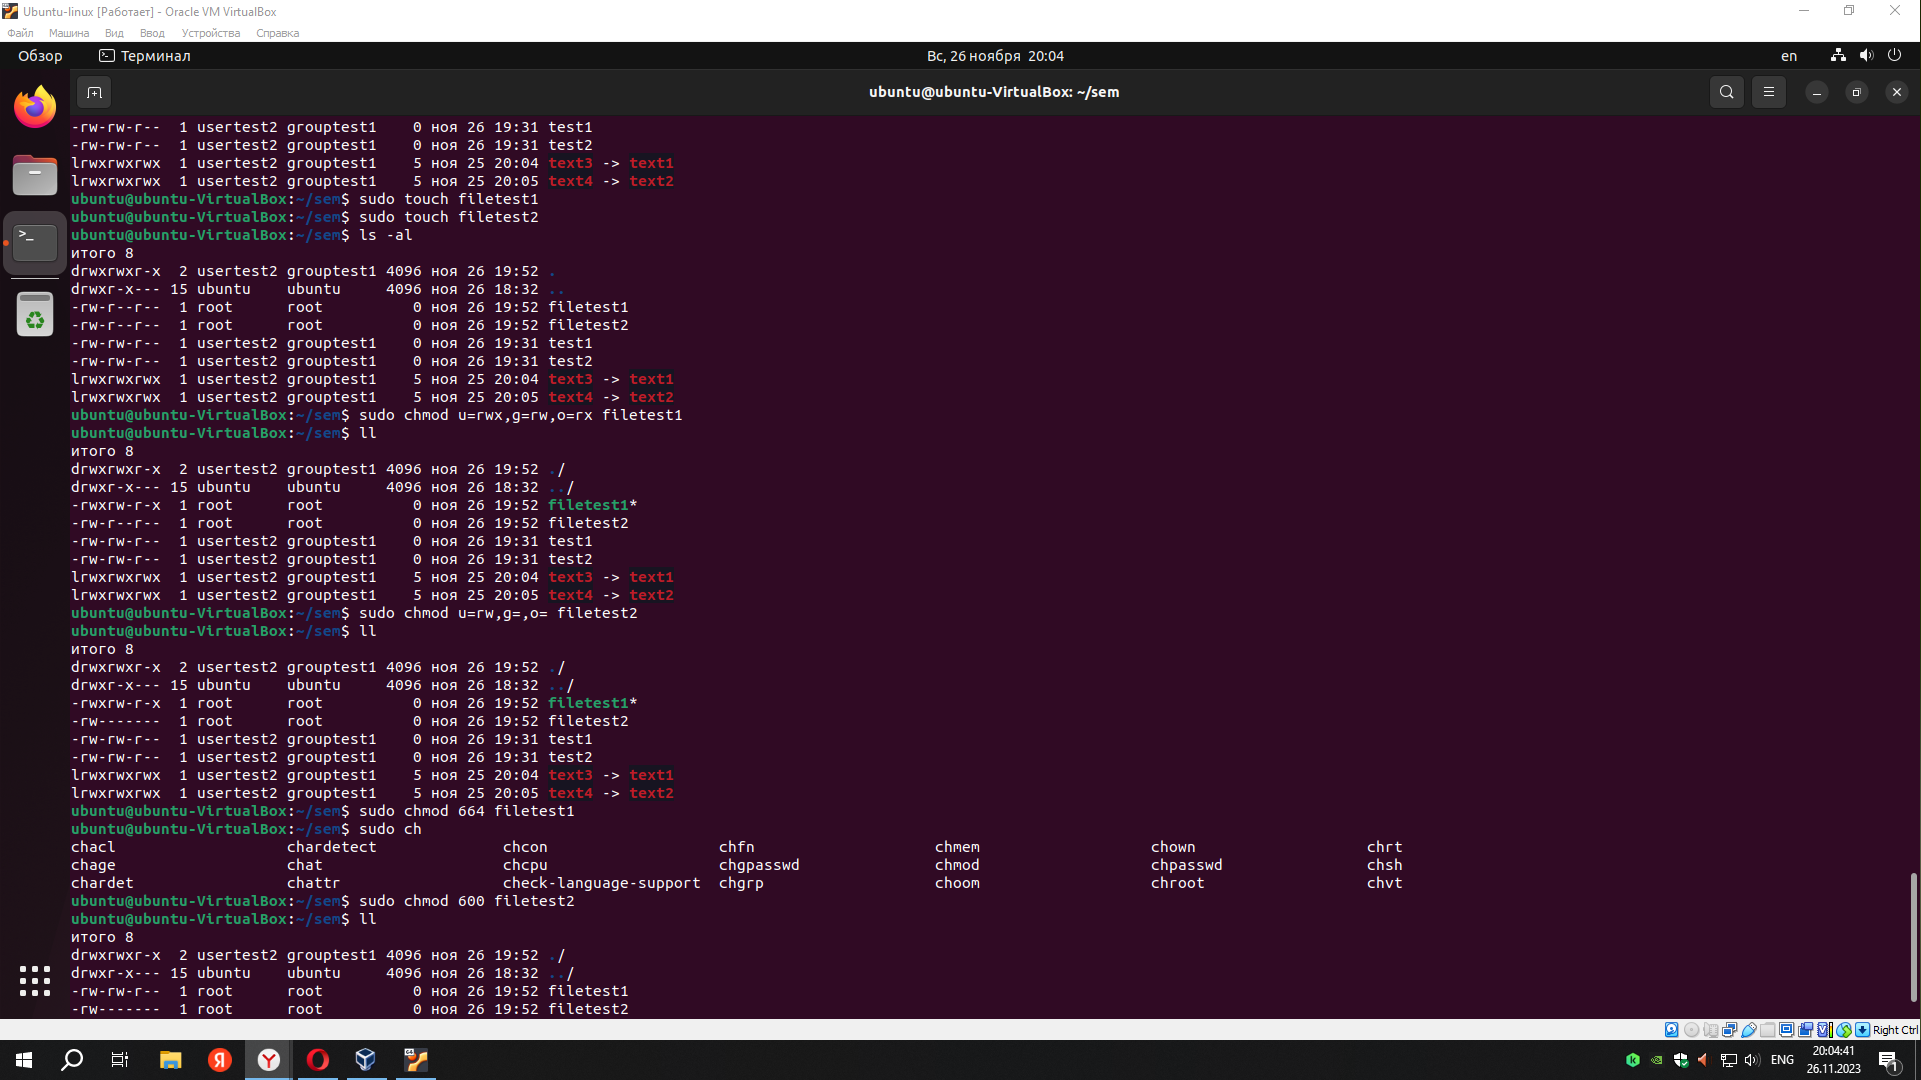 Ubuntu-linux [Работает] - Oracle VM VirtualBox
Файл Машина Вид Ввод Устройства Справка
Обзор Терминал Вс, 26 ноября 20:04 en
ubuntu@ubuntu-VirtualBox: ~/sem
-rw-rw-r--  1 usertest2 grouptest1    0 ноя 26 19:31 test1
-rw-rw-r--  1 usertest2 grouptest1    0 ноя 26 19:31 test2
lrwxrwxrwx  1 usertest2 grouptest1    5 ноя 25 20:04 text3 -> text1
lrwxrwxrwx  1 usertest2 grouptest1    5 ноя 25 20:05 text4 -> text2
ubuntu@ubuntu-VirtualBox:~/sem$ sudo touch filetest1
ubuntu@ubuntu-VirtualBox:~/sem$ sudo touch filetest2
ubuntu@ubuntu-VirtualBox:~/sem$ ls -al
итого 8
drwxrwxr-x  2 usertest2 grouptest1 4096 ноя 26 19:52 .
drwxr-x--- 15 ubuntu    ubuntu     4096 ноя 26 18:32 ..
-rw-r--r--  1 root      root          0 ноя 26 19:52 filetest1
-rw-r--r--  1 root      root          0 ноя 26 19:52 filetest2
-rw-rw-r--  1 usertest2 grouptest1    0 ноя 26 19:31 test1
-rw-rw-r--  1 usertest2 grouptest1    0 ноя 26 19:31 test2
lrwxrwxrwx  1 usertest2 grouptest1    5 ноя 25 20:04 text3 -> text1
lrwxrwxrwx  1 usertest2 grouptest1    5 ноя 25 20:05 text4 -> text2
ubuntu@ubuntu-VirtualBox:~/sem$ sudo chmod u=rwx,g=rw,o=rx filetest1
ubuntu@ubuntu-VirtualBox:~/sem$ ll
итого 8
drwxrwxr-x  2 usertest2 grouptest1 4096 ноя 26 19:52 ./
drwxr-x--- 15 ubuntu    ubuntu     4096 ноя 26 18:32 ../
-rwxrw-r-x  1 root      root          0 ноя 26 19:52 filetest1*
-rw-r--r--  1 root      root          0 ноя 26 19:52 filetest2
-rw-rw-r--  1 usertest2 grouptest1    0 ноя 26 19:31 test1
-rw-rw-r--  1 usertest2 grouptest1    0 ноя 26 19:31 test2
lrwxrwxrwx  1 usertest2 grouptest1    5 ноя 25 20:04 text3 -> text1
lrwxrwxrwx  1 usertest2 grouptest1    5 ноя 25 20:05 text4 -> text2
ubuntu@ubuntu-VirtualBox:~/sem$ sudo chmod u=rw,g=,o= filetest2
ubuntu@ubuntu-VirtualBox:~/sem$ ll
итого 8
drwxrwxr-x  2 usertest2 grouptest1 4096 ноя 26 19:52 ./
drwxr-x--- 15 ubuntu    ubuntu     4096 ноя 26 18:32 ../
-rwxrw-r-x  1 root      root          0 ноя 26 19:52 filetest1*
-rw-------  1 root      root          0 ноя 26 19:52 filetest2
-rw-rw-r--  1 usertest2 grouptest1    0 ноя 26 19:31 test1
-rw-rw-r--  1 usertest2 grouptest1    0 ноя 26 19:31 test2
lrwxrwxrwx  1 usertest2 grouptest1    5 ноя 25 20:04 text3 -> text1
lrwxrwxrwx  1 usertest2 grouptest1    5 ноя 25 20:05 text4 -> text2
ubuntu@ubuntu-VirtualBox:~/sem$ sudo chmod 664 filetest1
ubuntu@ubuntu-VirtualBox:~/sem$ sudo ch
chacl chardetect chcon chfn chmem chown chrt
chage chat chcpu chgpasswd chmod chpasswd chsh
chardet chattr check-language-support chgrp choom chroot chvt
ubuntu@ubuntu-VirtualBox:~/sem$ sudo chmod 600 filetest2
ubuntu@ubuntu-VirtualBox:~/sem$ ll
итого 8
drwxrwxr-x  2 usertest2 grouptest1 4096 ноя 26 19:52 ./
drwxr-x--- 15 ubuntu    ubuntu     4096 ноя 26 18:32 ../
-rw-rw-r--  1 root      root          0 ноя 26 19:52 filetest1
-rw-------  1 root      root          0 ноя 26 19:52 filetest2
Right Ctrl
ENG 20:04:41
26.11.2023
1